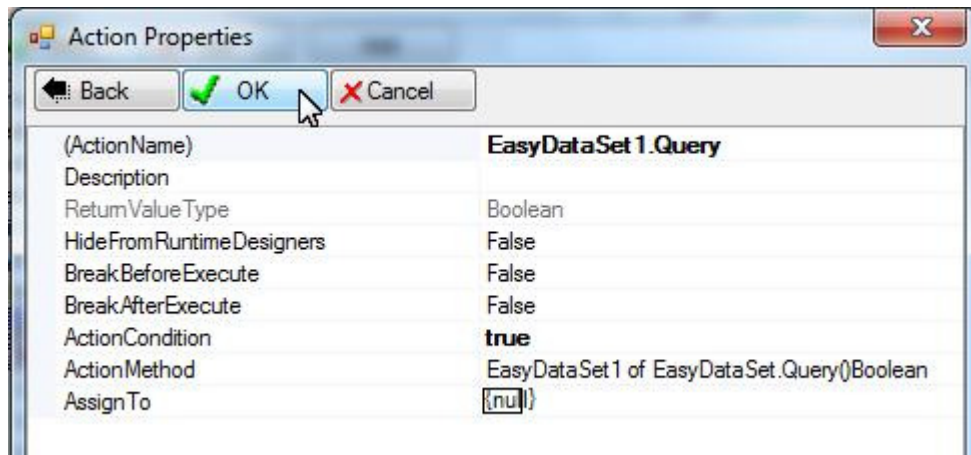 Action Properties
Back OK Cancel
(ActionName) EasyDataSet1.Query
Description
ReturnValueType Boolean
HideFromRuntimeDesigners False
BreakBeforeExecute False
BreakAfterExecute False
ActionCondition true
ActionMethod EasyDataSet1 of EasyDataSet.Query()Boolean
AssignTo {null}